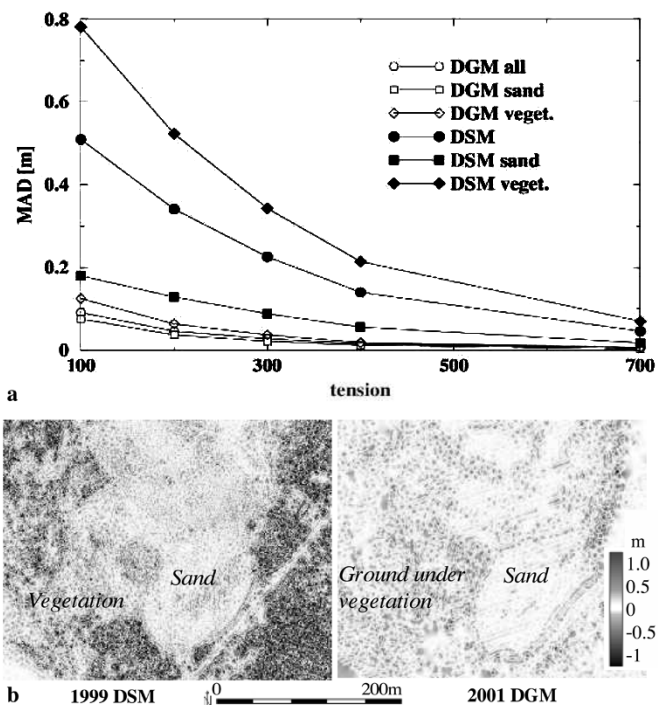 0.8
0.6
0.4
0.2
0
MAD [m]
DGM all
DGM sand
DGM veget.
DSM
DSM sand
DSM veget.
100 300 500 700
a tension
Vegetation
Sand
Ground under
vegetation
Sand
m
1.0
0.5
0
-0.5
-1
b 1999 DSM 0 200m 2001 DGM